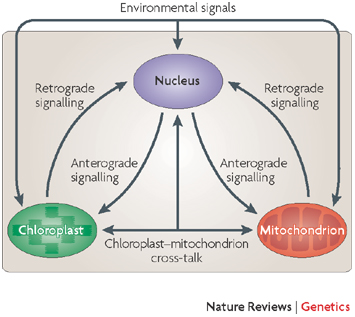 Environmental signals
Nucleus
Retrograde
signalling
Retrograde
signalling
Anterograde
signalling
Anterograde
signalling
Chloroplast
Mitochondrion
Chloroplast–mitochondrion
cross-talk
Nature Reviews | Genetics